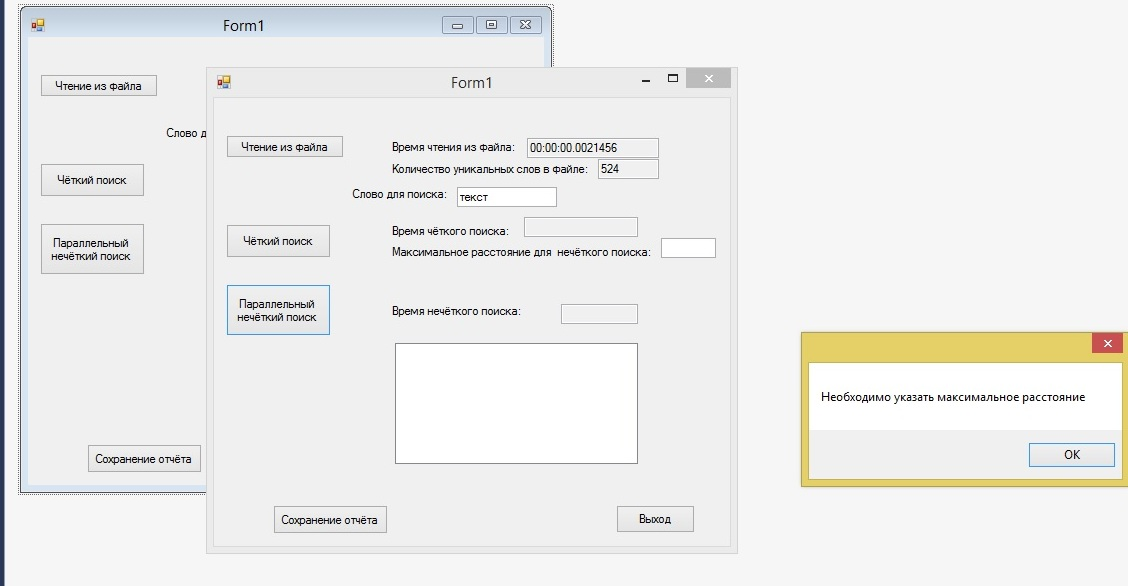 Form1
Чтение из файла
Слово д
Чёткий поиск
Параллельный
нечёткий поиск
Сохранение отчёта
Form1
Чтение из файла
Время чтения из файла: 00:00:00.0021456
Количество уникальных слов в файле: 524
Слово для поиска: текст
Чёткий поиск
Время чёткого поиска:
Максимальное расстояние для нечёткого поиска:
Параллельный
нечёткий поиск
Время нечёткого поиска:
Сохранение отчёта
Выход
Необходимо указать максимальное расстояние
ОК